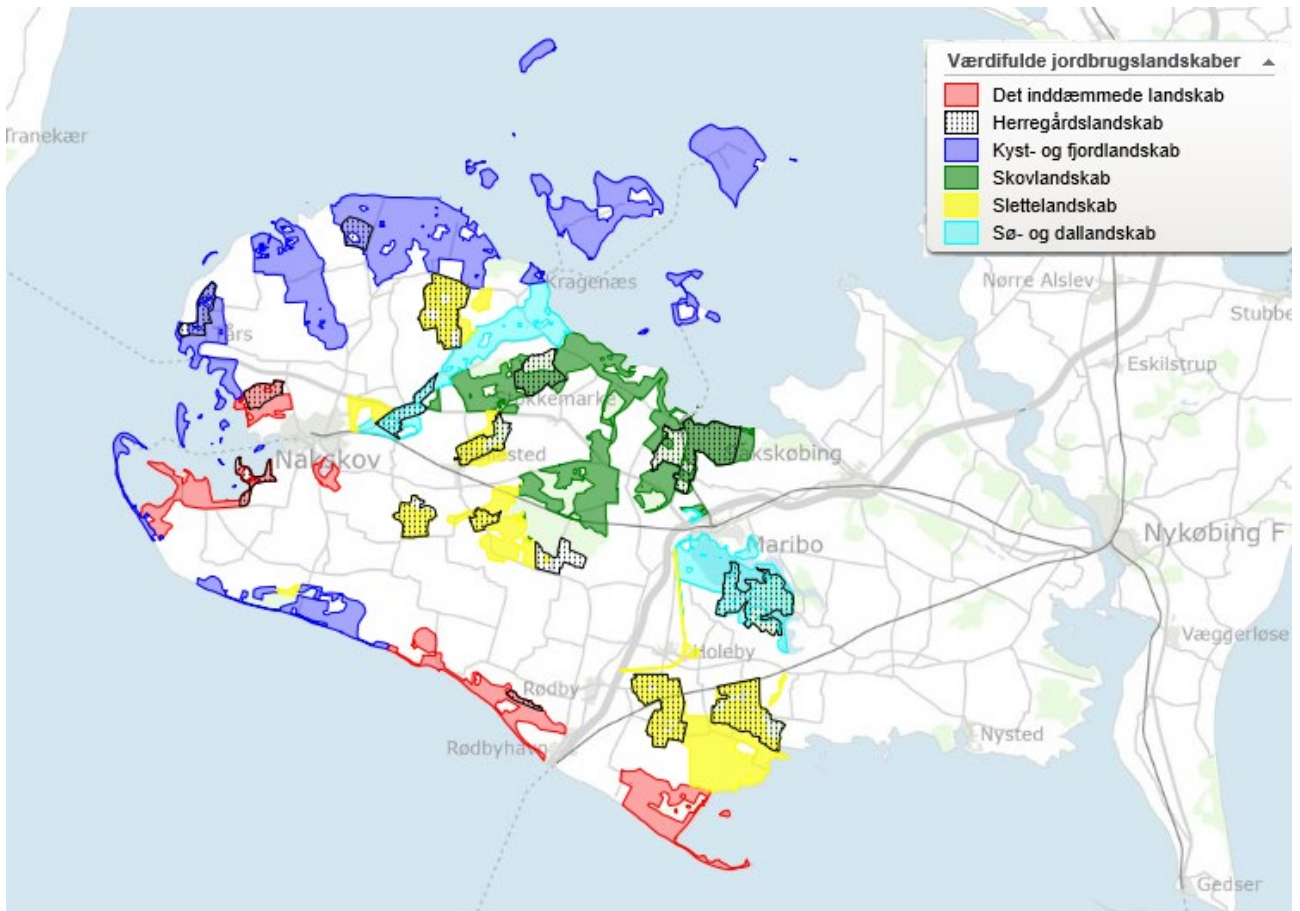 Værdifulde jordbrugslandskaber
Det inddæmmede landskab
Herregårdslandskab
Kyst- og fjordlandskab
Skovlandskab
Slettelandskab
Sø- og dallandskab
Tranekær
Kragenæs
Nørre Alslev
Stubbe
Eskilstrup
Nakskov
Maribo
Nykøbing F
Væggerløse
Holeby
Rødby
Rødbyhavn
Nysted
Gedser